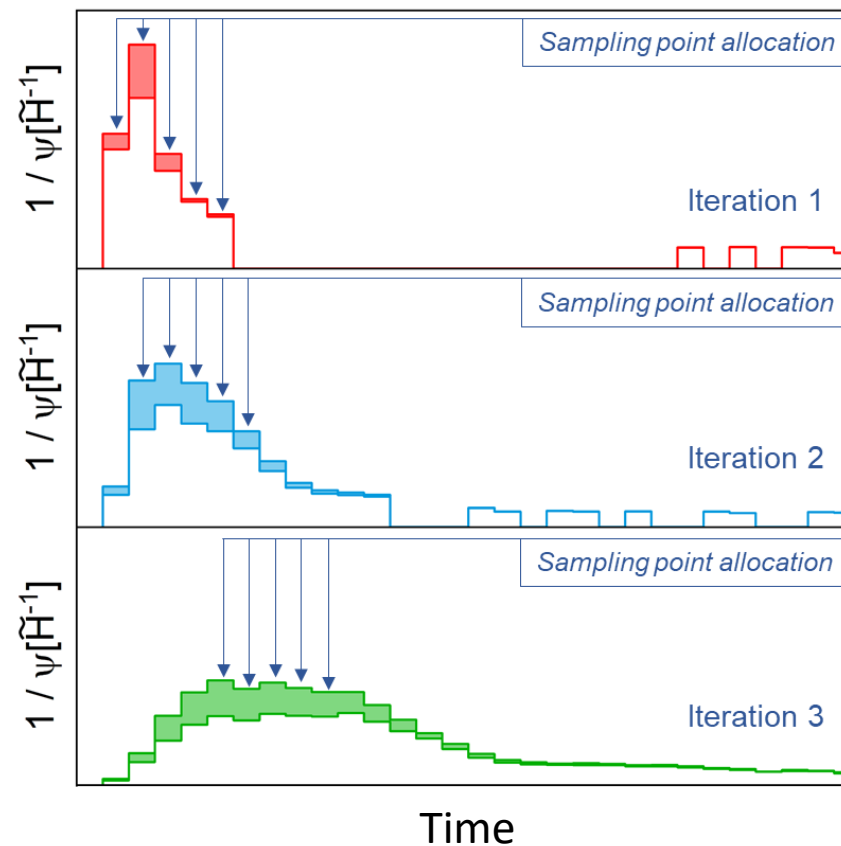 Sampling point allocation
1 / ψ[H̃⁻¹]
Iteration 1
Sampling point allocation
1 / ψ[H̃⁻¹]
Iteration 2
Sampling point allocation
1 / ψ[H̃⁻¹]
Iteration 3
Time